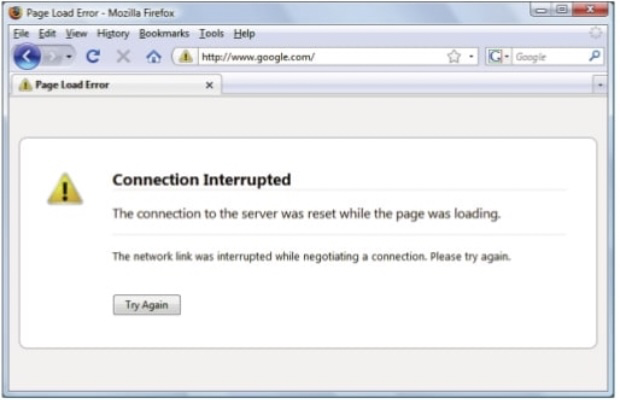 Page Load Error - Mozilla Firefox
File Edit View History Bookmarks Tools Help
http://www.google.com/ G Google
Page Load Error
Connection Interrupted
The connection to the server was reset while the page was loading.
The network link was interrupted while negotiating a connection. Please try again.
Try Again